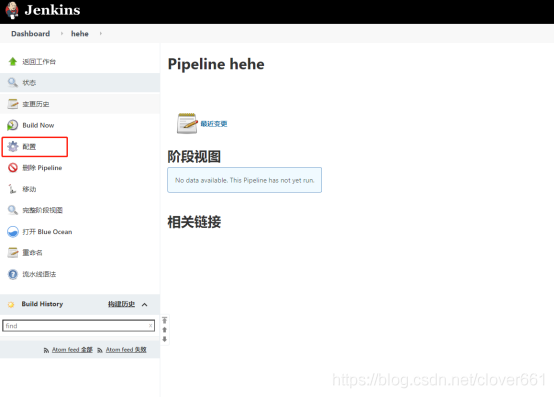 Jenkins
Dashboard hehe
返回工作台
状态
变更历史
Build Now
配置
删除 Pipeline
移动
完整阶段视图
打开 Blue Ocean
重命名
流水线语法
Build History 构建历史
find x
Atom feed 全部 Atom feed 失败
Pipeline hehe
最近变更
阶段视图
No data available. This Pipeline has not yet run.
相关链接
https://blog.csdn.net/clover661